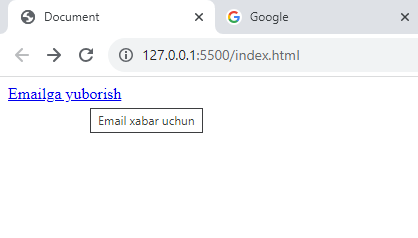 Document
Google
127.0.0.1:5500/index.html
Emailga yuborish
Email xabar uchun